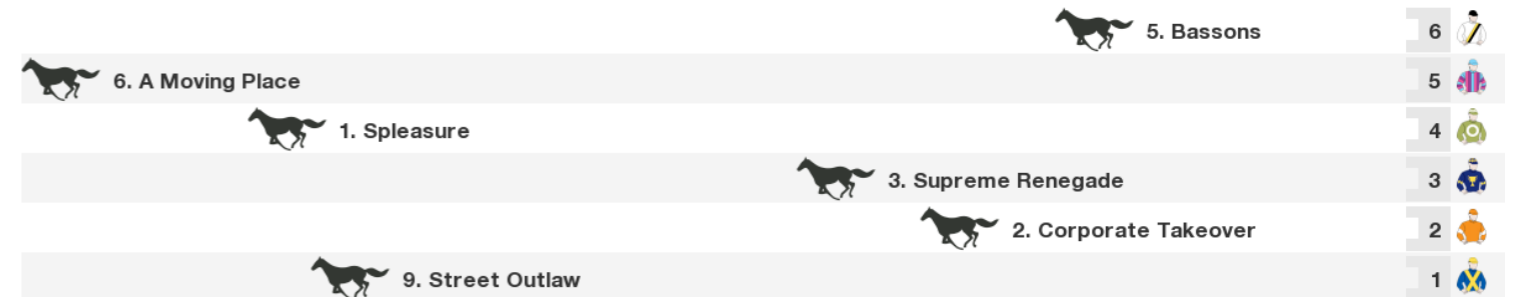 5. Bassons 6
6. A Moving Place 5
1. Spleasure 4
3. Supreme Renegade 3
2. Corporate Takeover 2
9. Street Outlaw 1